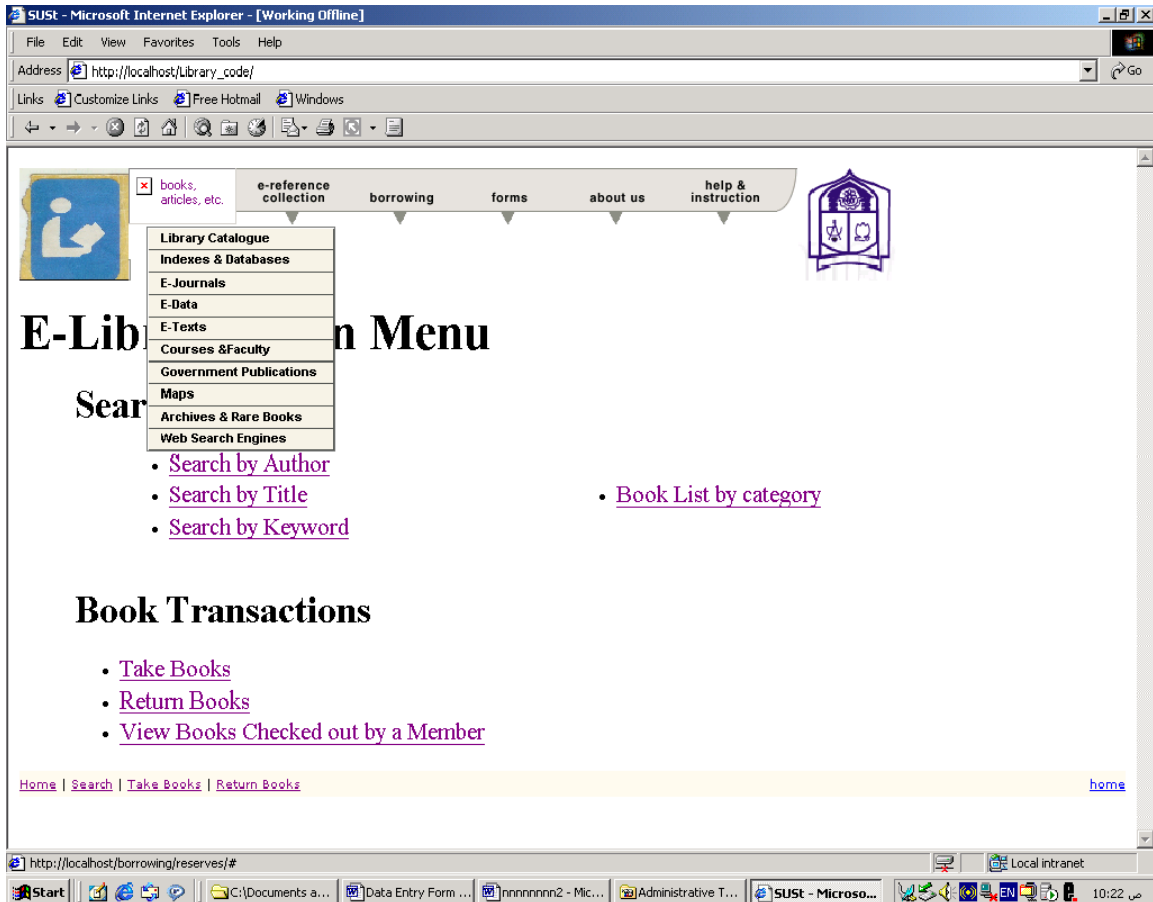 SUSt - Microsoft Internet Explorer - [Working Offline]
File Edit View Favorites Tools Help
Address http://localhost/Library_code/ Go
Links Customize Links Free Hotmail Windows
books,
articles, etc.
e-reference
collection
borrowing
forms
about us
help &
instruction
Library Catalogue
Indexes & Databases
E-Journals
E-Data
E-Texts
Courses &Faculty
Government Publications
Maps
Archives & Rare Books
Web Search Engines
E-Lib n Menu
Sear
Search by Author
Search by Title
Book List by category
Search by Keyword
Book Transactions
Take Books
Return Books
View Books Checked out by a Member
Home | Search | Take Books | Return Books home
http://localhost/borrowing/reserves/# Local intranet
Start C:\Documents a... Data Entry Form ... nnnnnnnn2 - Mic... Administrative T... SUSt - Microso... EN 10:22 ص